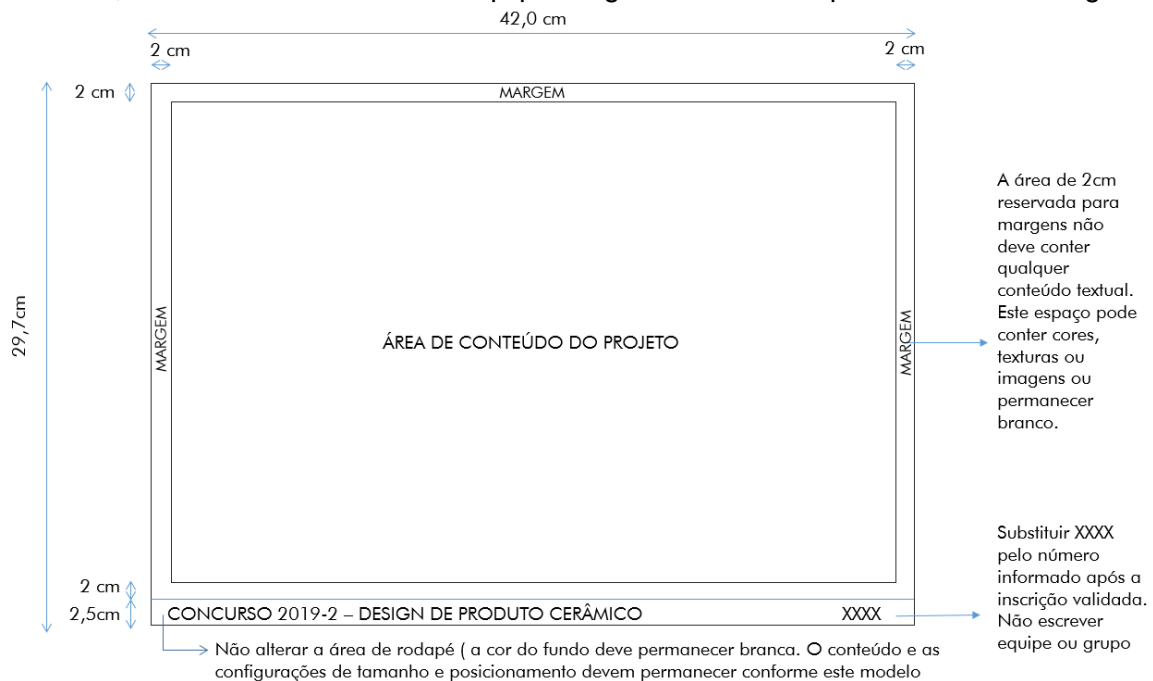 42,0 cm
2 cm
2 cm
2 cm
MARGEM
29,7cm
MARGEM
ÁREA DE CONTEÚDO DO PROJETO
MARGEM
A área de 2cm
reservada para
margens não
deve conter
qualquer
conteúdo textual.
Este espaço pode
conter cores,
texturas ou
imagens ou
permanecer
branco.
2 cm
2,5cm
CONCURSO 2019-2 – DESIGN DE PRODUTO CERÂMICO
XXXX
Substituir XXXX
pelo número
informado após a
inscrição validada.
Não escrever
equipe ou grupo
Não alterar a área de rodapé ( a cor do fundo deve permanecer branca. O conteúdo e as
configurações de tamanho e posicionamento devem permanecer conforme este modelo